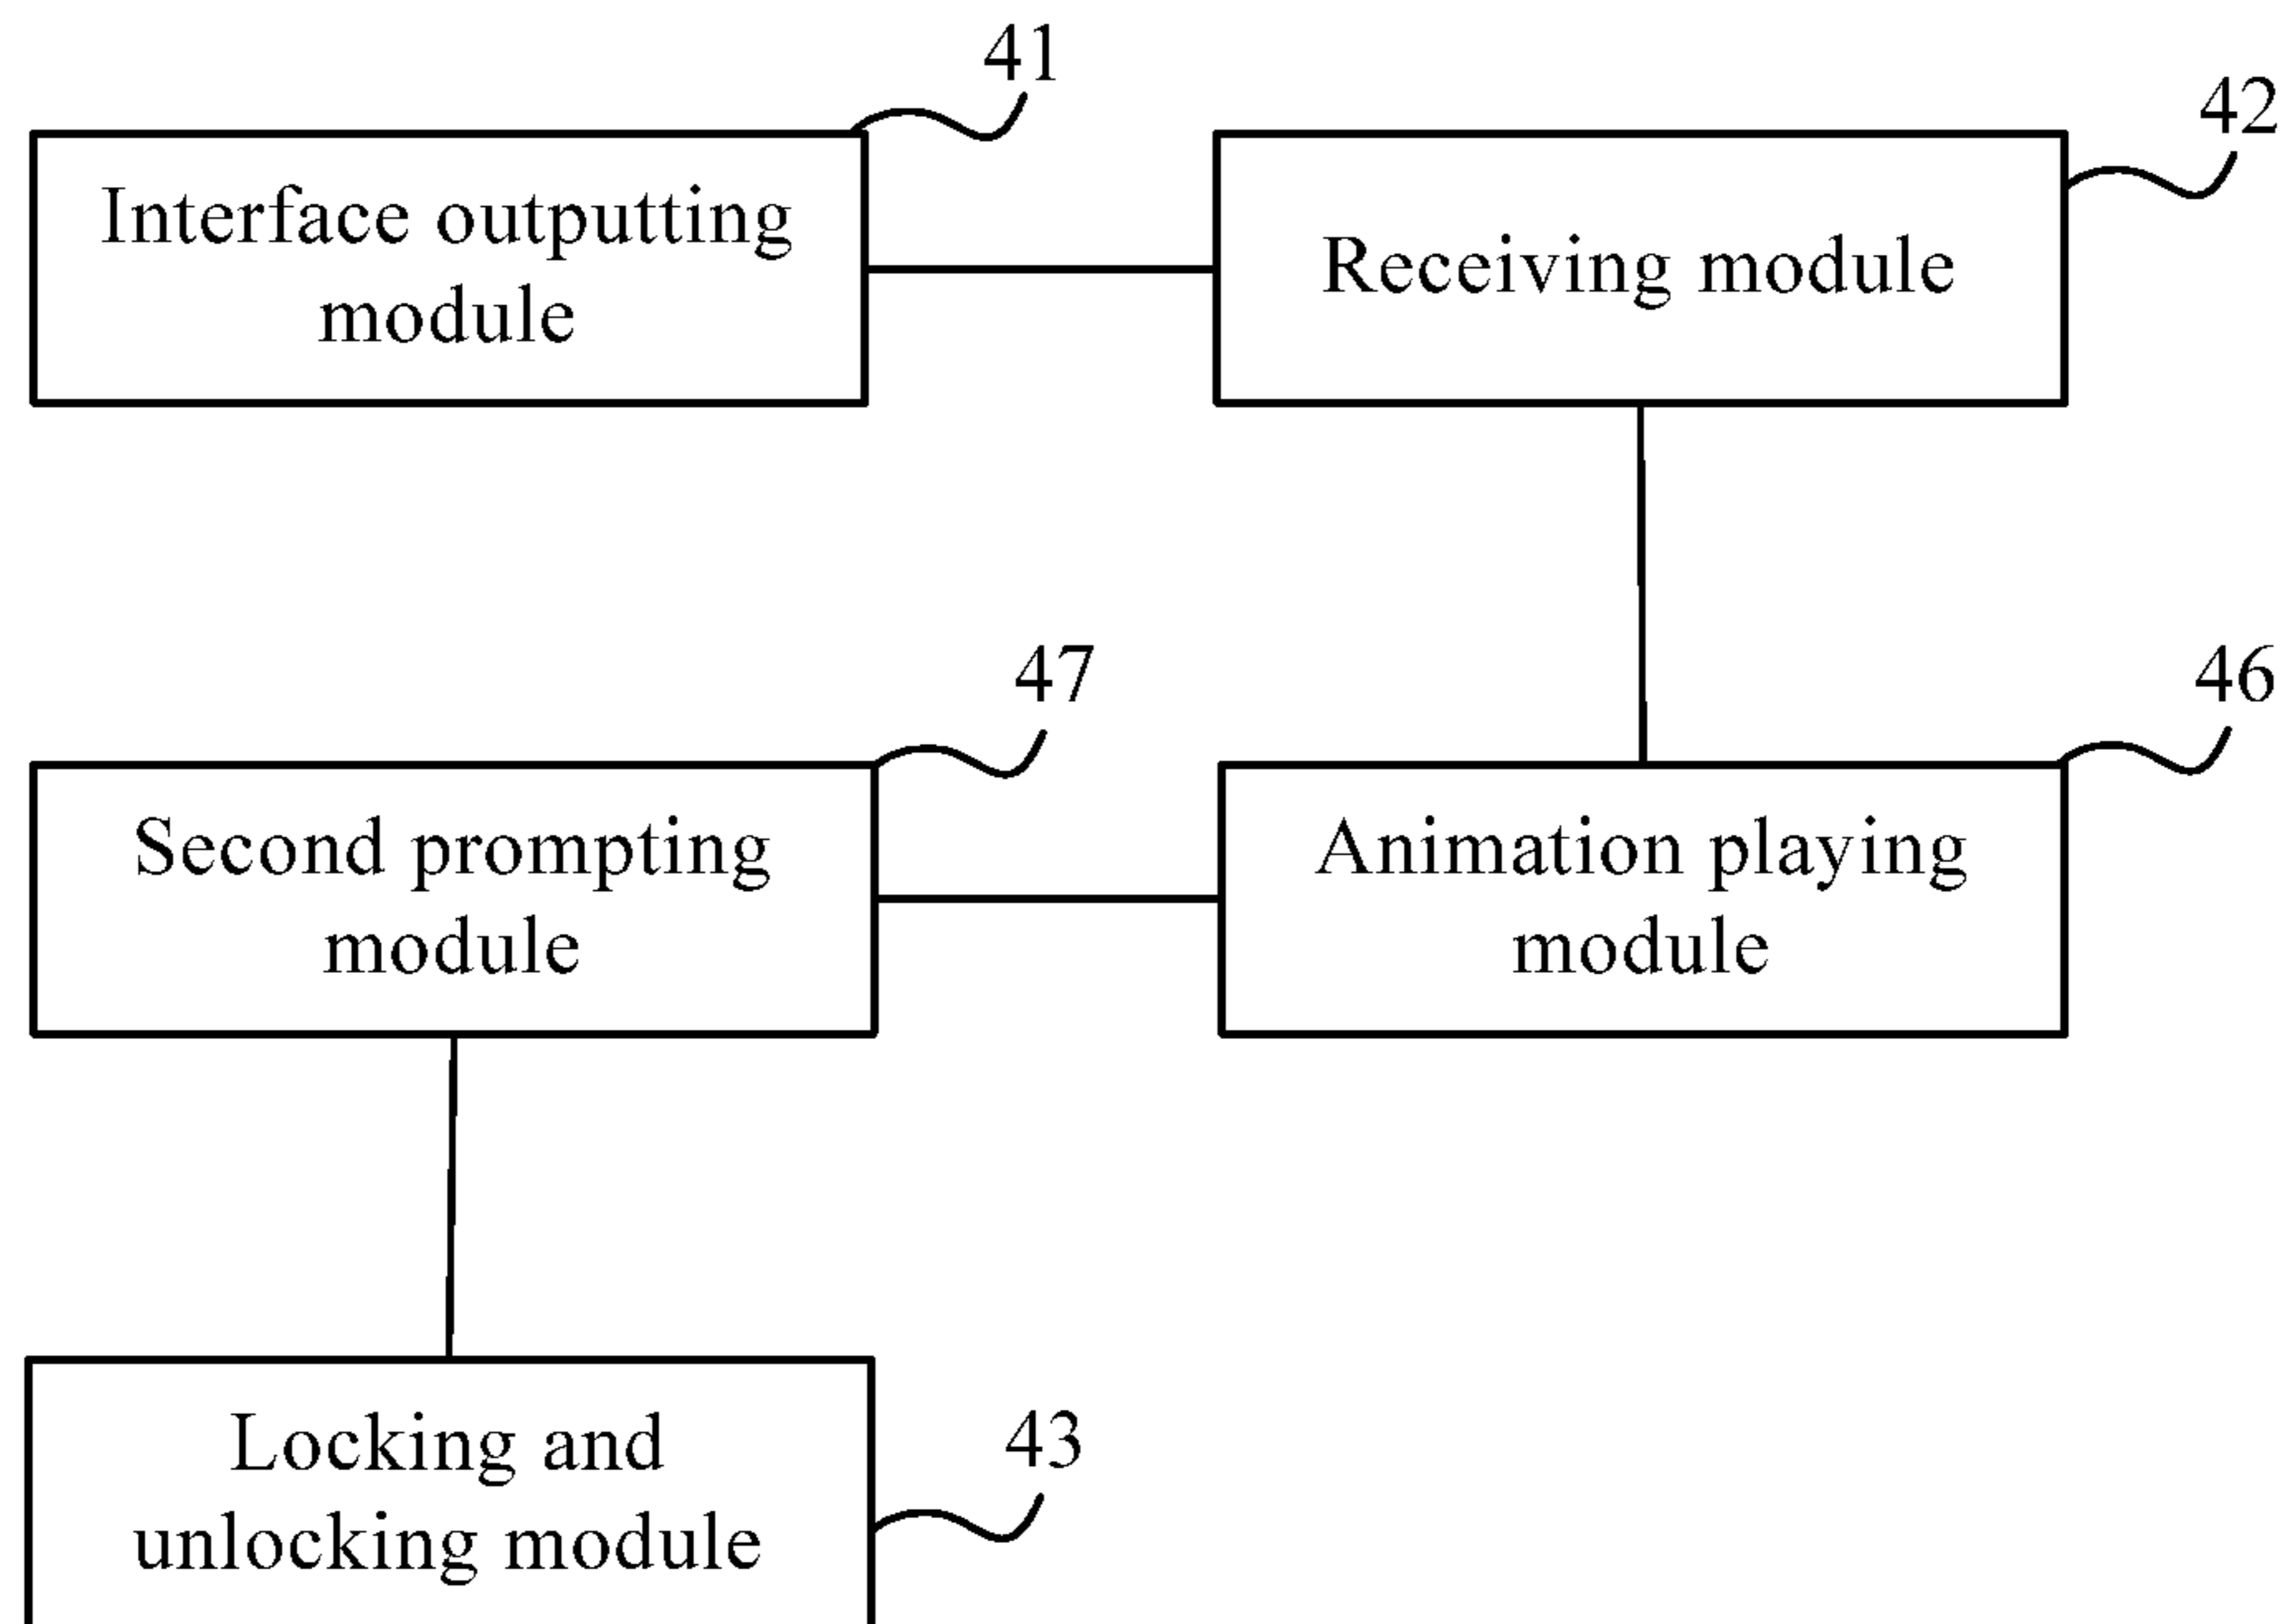 41
Interface outputting
module
42
Receiving module
47
Second prompting
module
46
Animation playing
module
43
Locking and
unlocking module